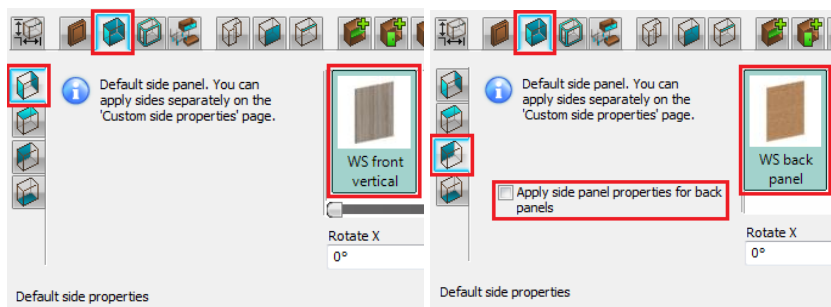 Default side panel. You can
apply sides separately on the
'Custom side properties' page.
WS front
vertical
Rotate X
0°
Default side properties
Default side panel. You can
apply sides separately on the
'Custom side properties' page.
WS back
panel
Apply side panel properties for back
panels
Rotate X
0°
Default side properties